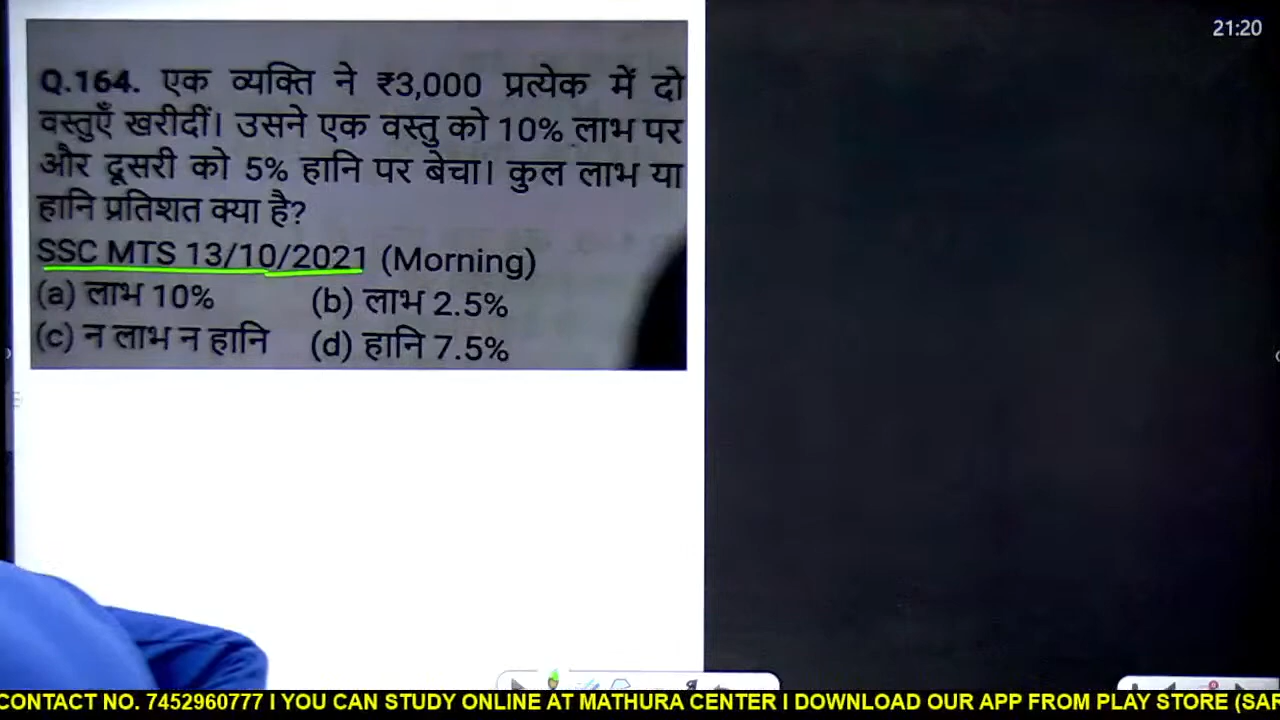 21:20
Q.164. एक व्यक्ति ने ₹3,000 प्रत्येक में दो
वस्तुएँ खरीदीं। उसने एक वस्तु को 10% लाभ पर
और दूसरी को 5% हानि पर बेचा। कुल लाभ या
हानि प्रतिशत क्या है?
SSC MTS 13/10/2021 (Morning)
(a) लाभ 10% (b) लाभ 2.5%
(c) न लाभ न हानि (d) हानि 7.5%
CONTACT NO. 7452960777 I YOU CAN STUDY ONLINE AT MATHURA CENTER I DOWNLOAD OUR APP FROM PLAY STORE